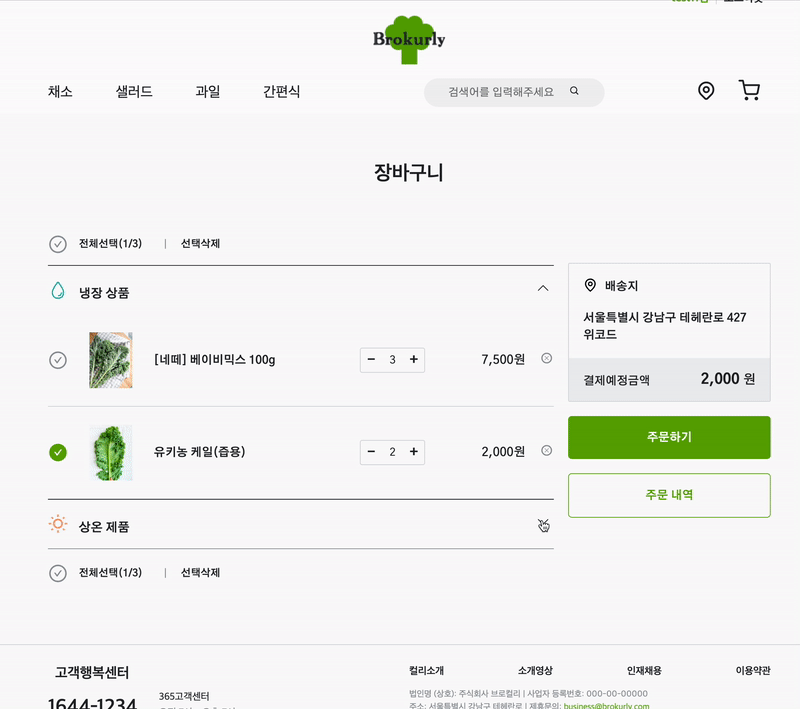 Brokurly
채소 샐러드 과일 간편식 검색어를 입력해주세요
장바구니
전체선택(1/3) | 선택삭제
냉장 상품
[네떼] 베이비믹스 100g - 3 + 7,500원
유키농 케일(즙용) - 2 + 2,000원
상온 제품
전체선택(1/3) | 선택삭제
배송지
서울특별시 강남구 테헤란로 427
위코드
결제예정금액 2,000 원
주문하기
주문 내역
고객행복센터
1644-1234 365고객센터
컬리소개 소개영상 인재채용 이용약관
법인명 (상호): 주식회사 브로컬리 | 사업자 등록번호: 000-00-00000
주소: 서울특별시 강남구 테헤란로 | 제휴문의: business@brokurly.com